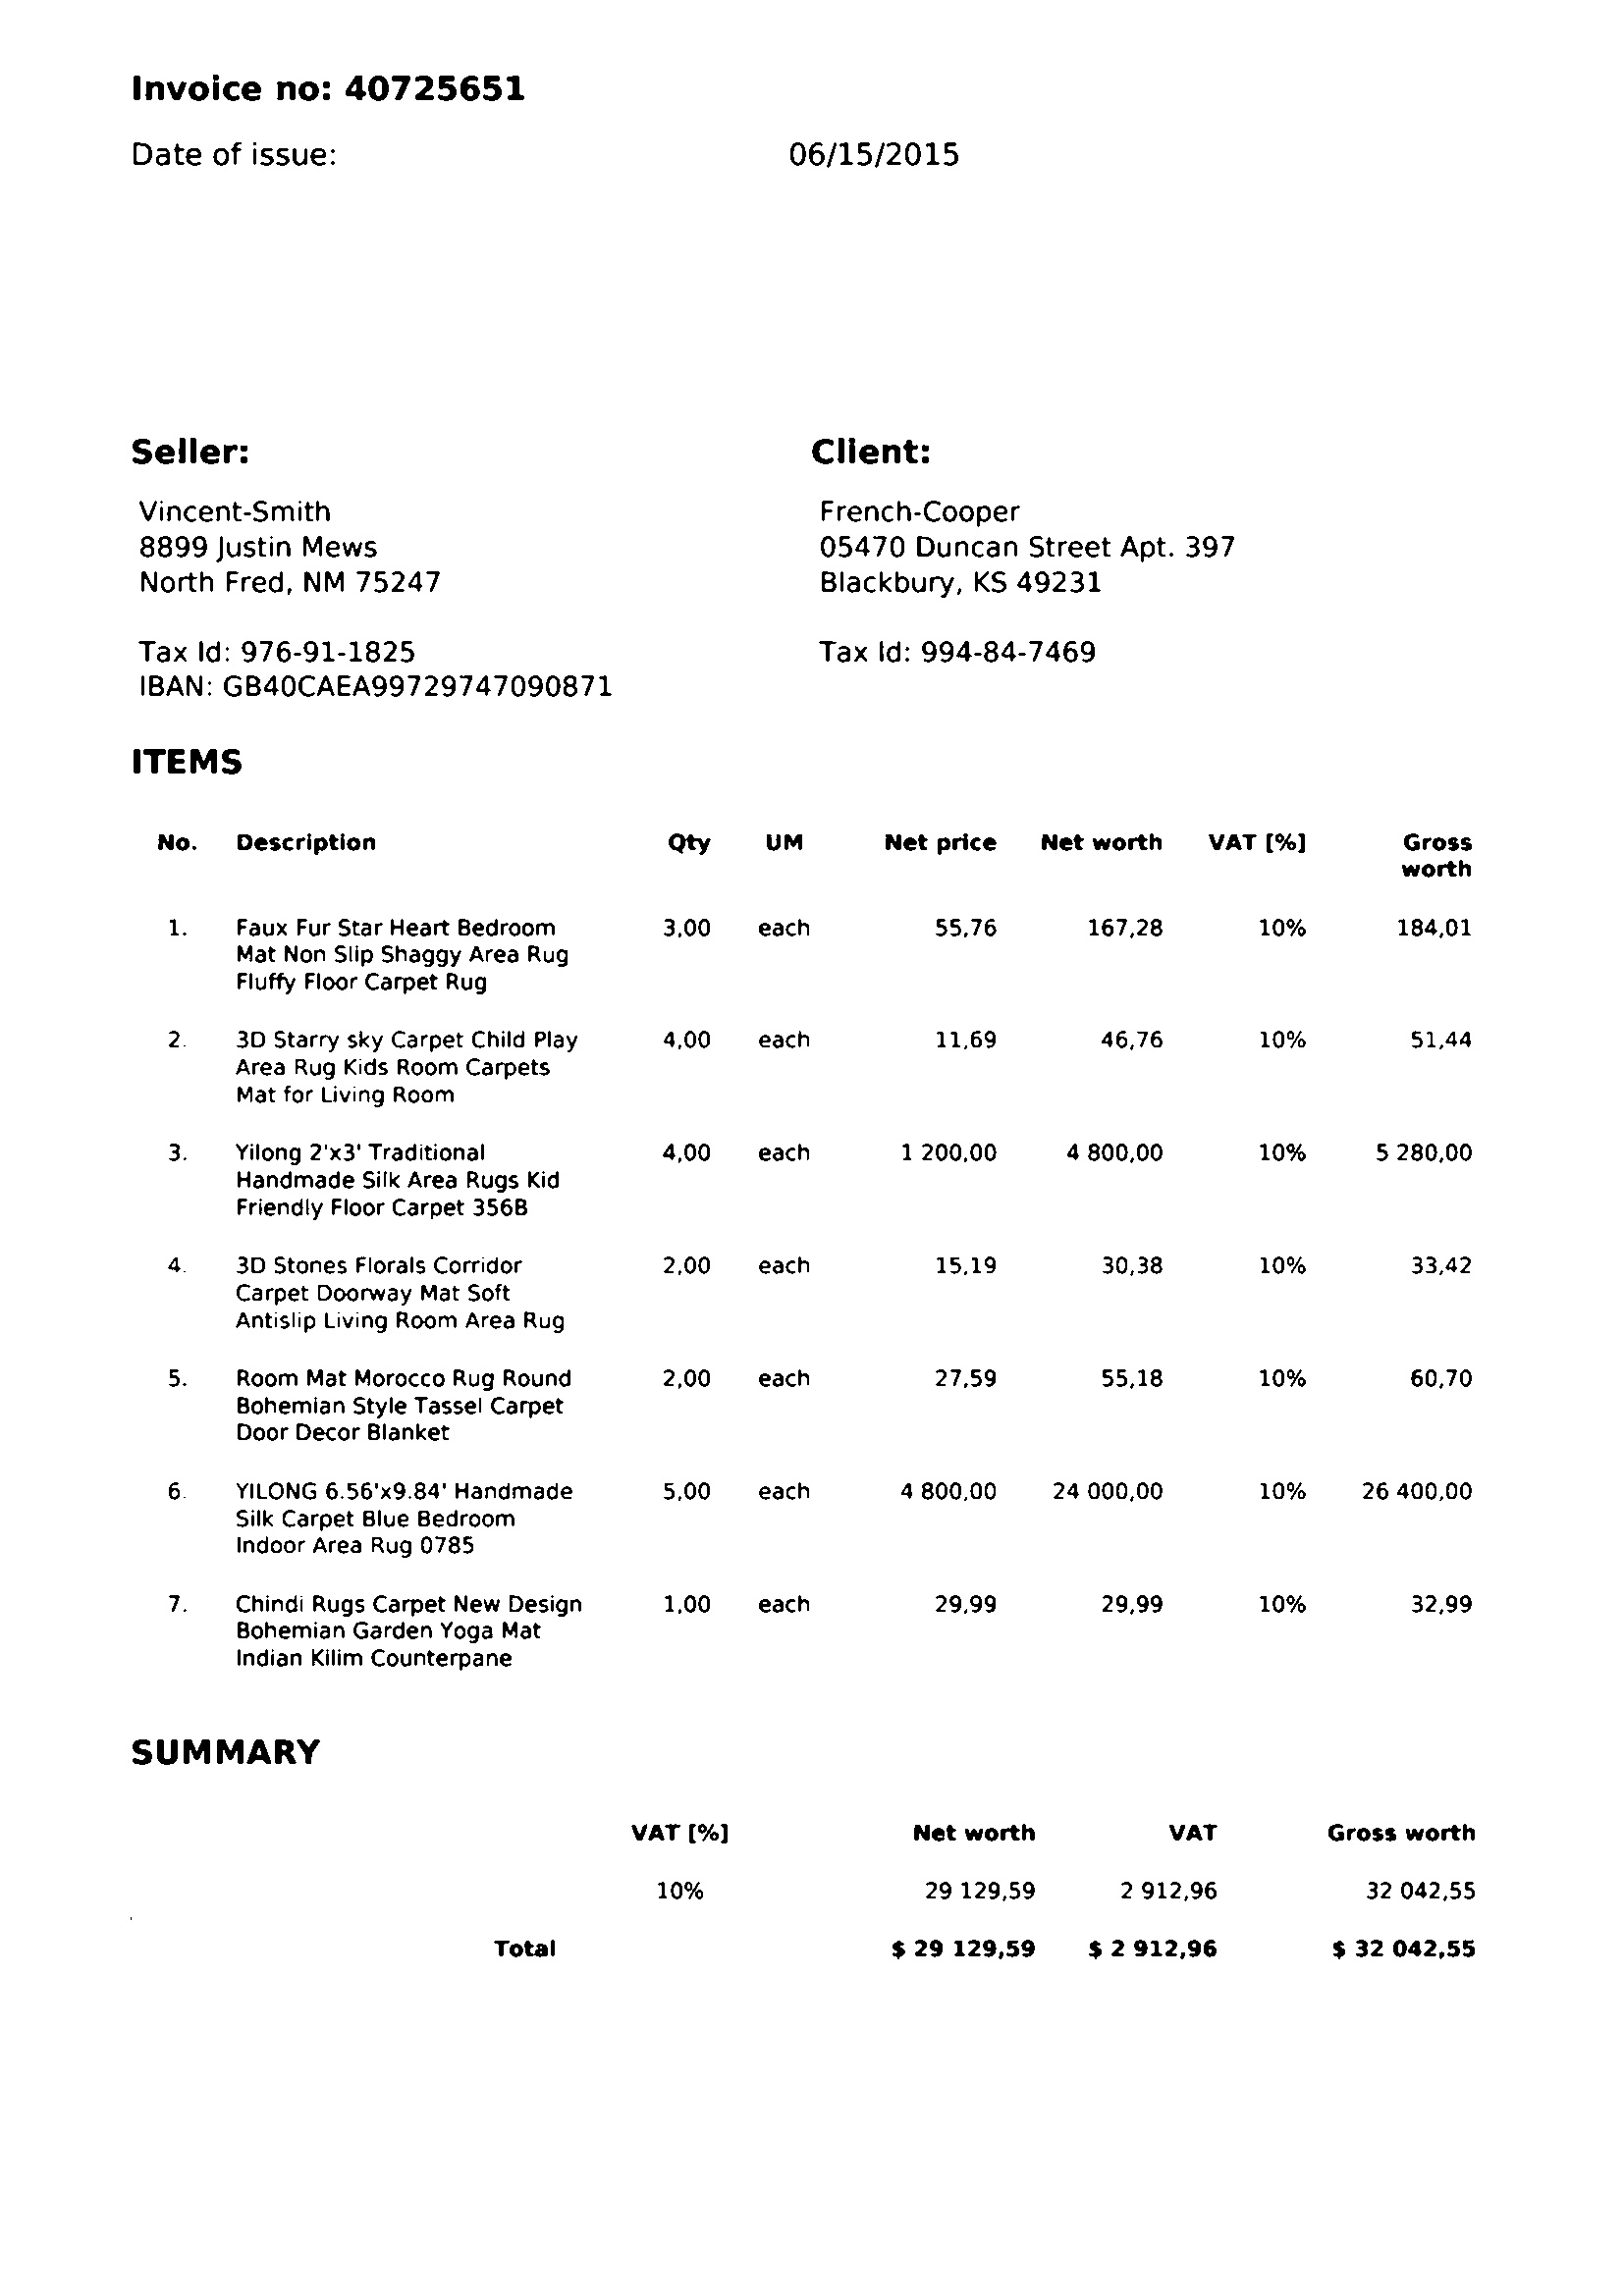 Invoice no: 40725651
Date of issue: 06/15/2015
Seller: Client:
Vincent-Smith French-Cooper
8899 Justin Mews 05470 Duncan Street Apt. 397
North Fred, NM 75247 Blackbury, KS 49231
Tax Id: 976-91-1825 Tax Id: 994-84-7469
IBAN: GB40CAEA99729747090871
ITEMS
No. Description Qty UM Net price Net worth VAT [%] Gross
worth
1. Faux Fur Star Heart Bedroom 3,00 each 55,76 167,28 10% 184,01
Mat Non Slip Shaggy Area Rug
Fluffy Floor Carpet Rug
2. 3D Starry sky Carpet Child Play 4,00 each 11,69 46,76 10% 51,44
Area Rug Kids Room Carpets
Mat for Living Room
3. Yilong 2'x3' Traditional 4,00 each 1 200,00 4 800,00 10% 5 280,00
Handmade Silk Area Rugs Kid
Friendly Floor Carpet 356B
4. 3D Stones Florals Corridor 2,00 each 15,19 30,38 10% 33,42
Carpet Doorway Mat Soft
Antislip Living Room Area Rug
5. Room Mat Morocco Rug Round 2,00 each 27,59 55,18 10% 60,70
Bohemian Style Tassel Carpet
Door Decor Blanket
6. YILONG 6.56'x9.84' Handmade 5,00 each 4 800,00 24 000,00 10% 26 400,00
Silk Carpet Blue Bedroom
Indoor Area Rug 0785
7. Chindi Rugs Carpet New Design 1,00 each 29,99 29,99 10% 32,99
Bohemian Garden Yoga Mat
Indian Kilim Counterpane
SUMMARY
VAT [%] Net worth VAT Gross worth
10% 29 129,59 2 912,96 32 042,55
Total $ 29 129,59 $ 2 912,96 $ 32 042,55